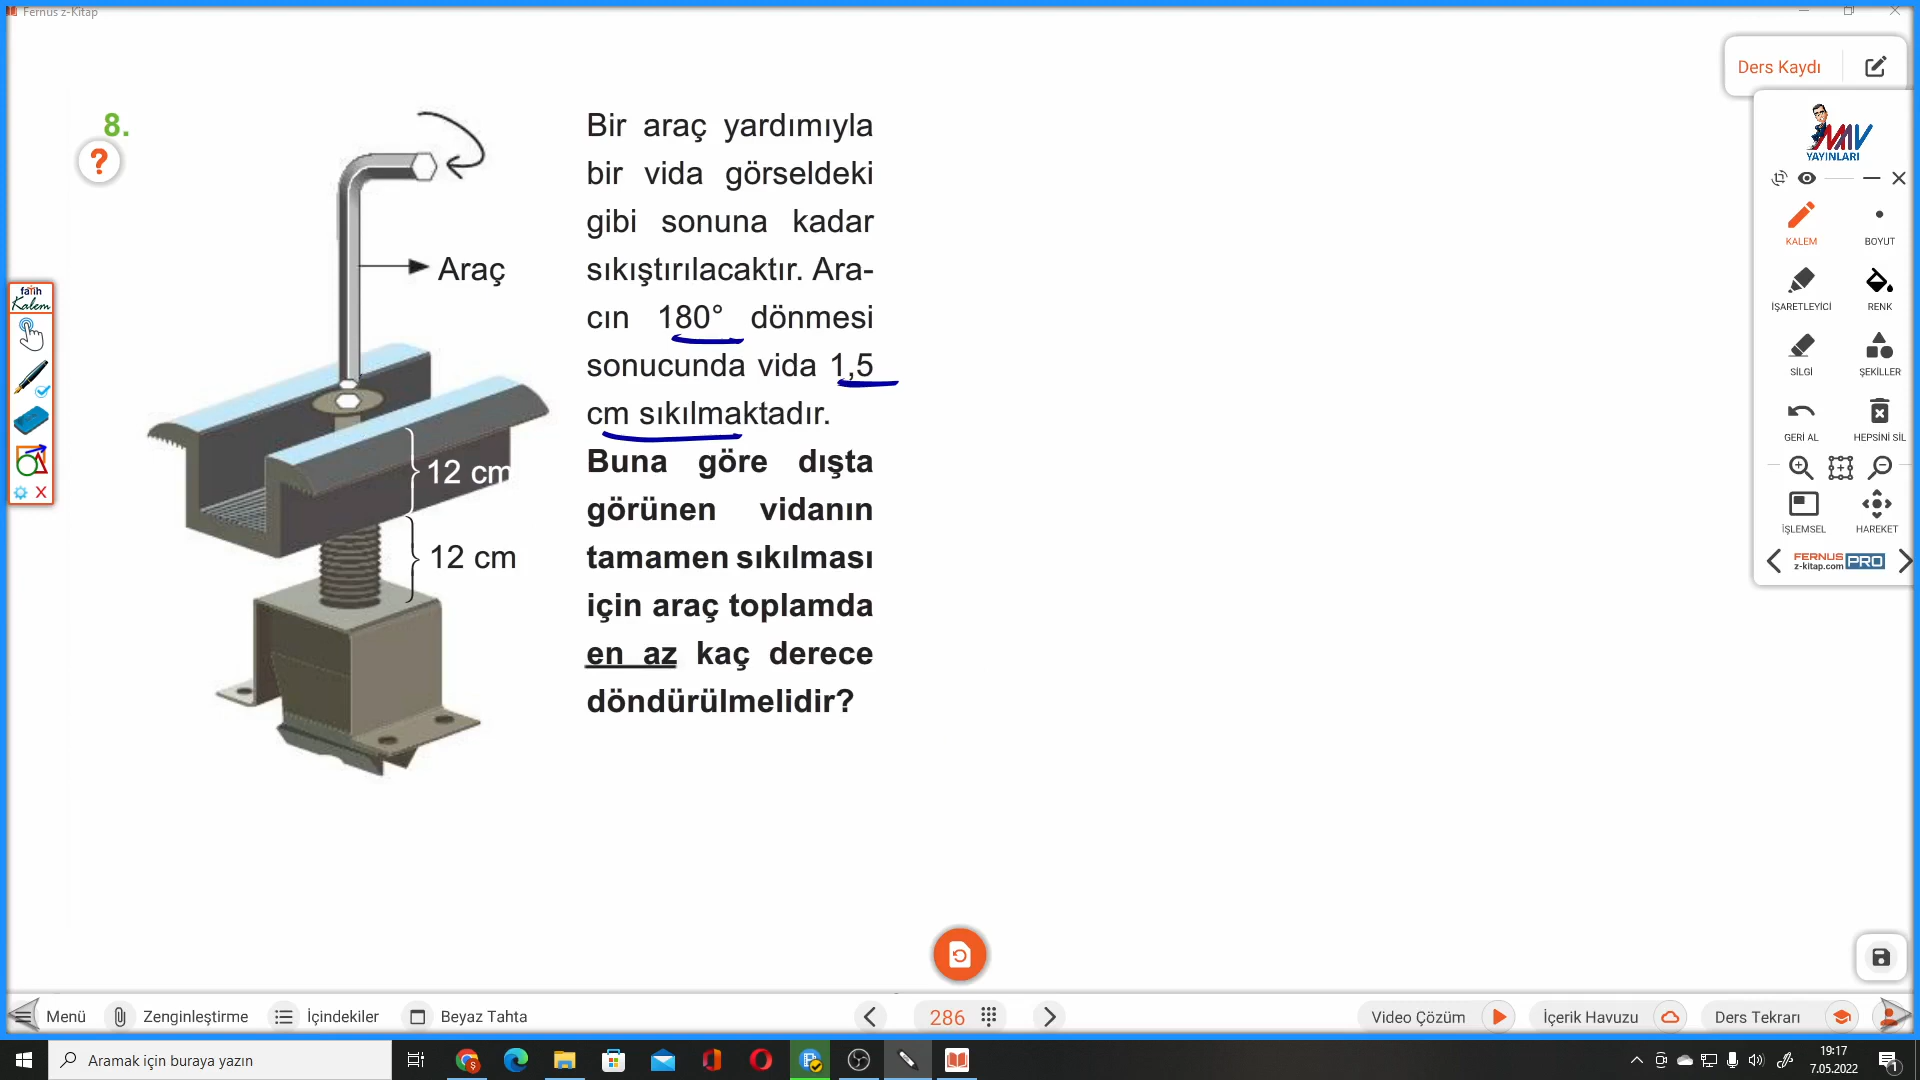 Fernus z-Kitap
Ders Kaydı
8.
?
Araç
12 cm
12 cm
Bir araç yardımıyla
bir vida görseldeki
gibi sonuna kadar
sıkıştırılacaktır. Ara-
cın 180° dönmesi
sonucunda vida 1,5
cm sıkılmaktadır.
Buna göre dışta
görünen vidanın
tamamen sıkılması
için araç toplamda
en az kaç derece
döndürülmelidir?
fatih
Kalem
X
YAYINLARI
KALEM
BOYUT
İŞARETLEYİCİ
RENK
SİLGİ
ŞEKİLLER
GERİ AL
HEPSİNİ SİL
İŞLEMSEL
HAREKET
FERNUS
z-kitap.com
PRO
Menü
Zenginleştirme
İçindekiler
Beyaz Tahta
286
Video Çözüm
İçerik Havuzu
Ders Tekrarı
Aramak için buraya yazın
19:17
7.05.2022
1